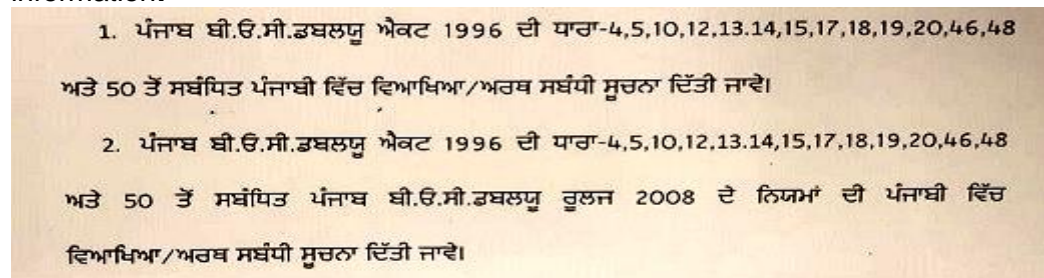 1. ਪੰਜਾਬ ਬੀ.ਓ.ਸੀ.ਡਬਲਯੂ ਐਕਟ 1996 ਦੀ ਧਾਰਾ-4,5,10,12,13.14,15,17,18,19,20,46,48
ਅਤੇ 50 ਤੋਂ ਸਬੰਧਿਤ ਪੰਜਾਬੀ ਵਿੱਚ ਵਿਆਖਿਆ/ਅਰਥ ਸਬੰਧੀ ਸੂਚਨਾ ਦਿੱਤੀ ਜਾਵੇ।
2. ਪੰਜਾਬ ਬੀ.ਓ.ਸੀ.ਡਬਲਯੂ ਐਕਟ 1996 ਦੀ ਧਾਰਾ-4,5,10,12,13.14,15,17,18,19,20,46,48
ਅਤੇ 50 ਤੋਂ ਸਬੰਧਿਤ ਪੰਜਾਬ ਬੀ.ਓ.ਸੀ.ਡਬਲਯੂ ਰੂਲਜ 2008 ਦੇ ਨਿਯਮਾਂ ਦੀ ਪੰਜਾਬੀ ਵਿੱਚ
ਵਿਆਖਿਆ/ਅਰਥ ਸਬੰਧੀ ਸੂਚਨਾ ਦਿੱਤੀ ਜਾਵੇ।